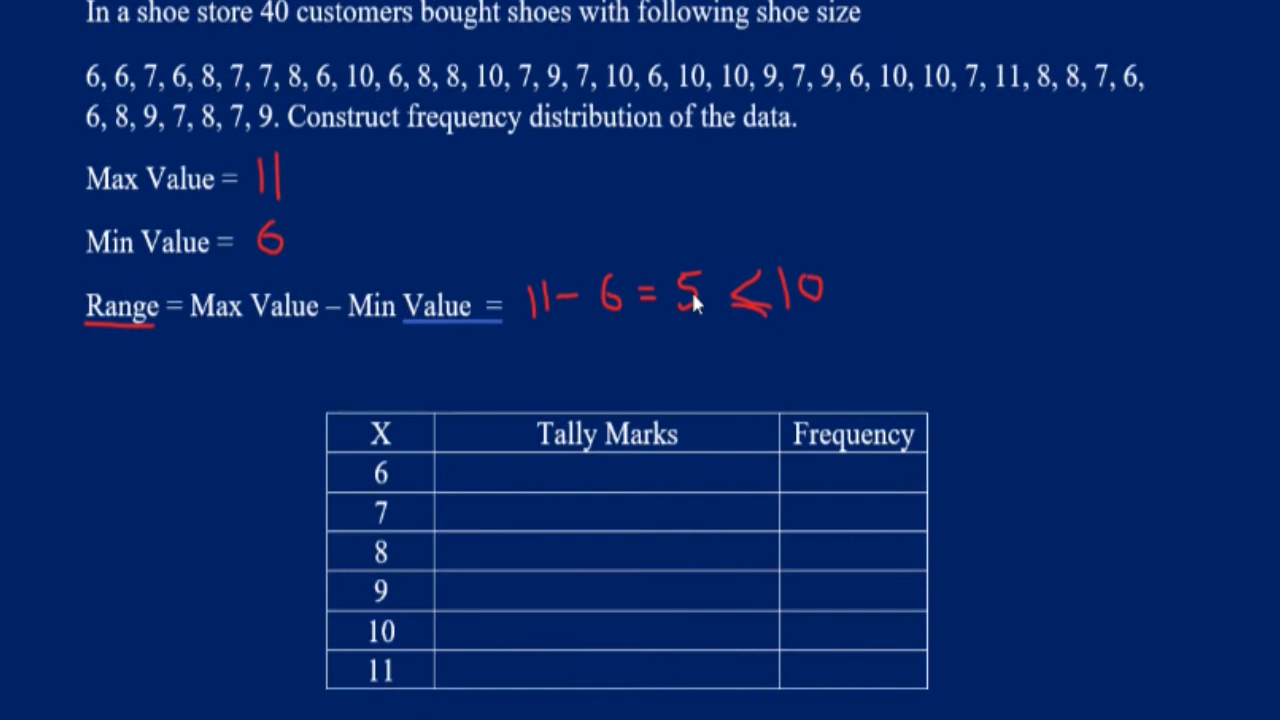 In a shoe store 40 customers bought shoes with following shoe size
6, 6, 7, 6, 8, 7, 7, 8, 6, 10, 6, 8, 8, 10, 7, 9, 7, 10, 6, 10, 10, 9, 7, 9, 6, 10, 10, 7, 11, 8, 8, 7, 6,
6, 8, 9, 7, 8, 7, 9. Construct frequency distribution of the data.
Max Value = 11
Min Value = 6
Range = Max Value – Min Value = 11 - 6 = 5 ≤ 10
X Tally Marks Frequency
6
7
8
9
10
11